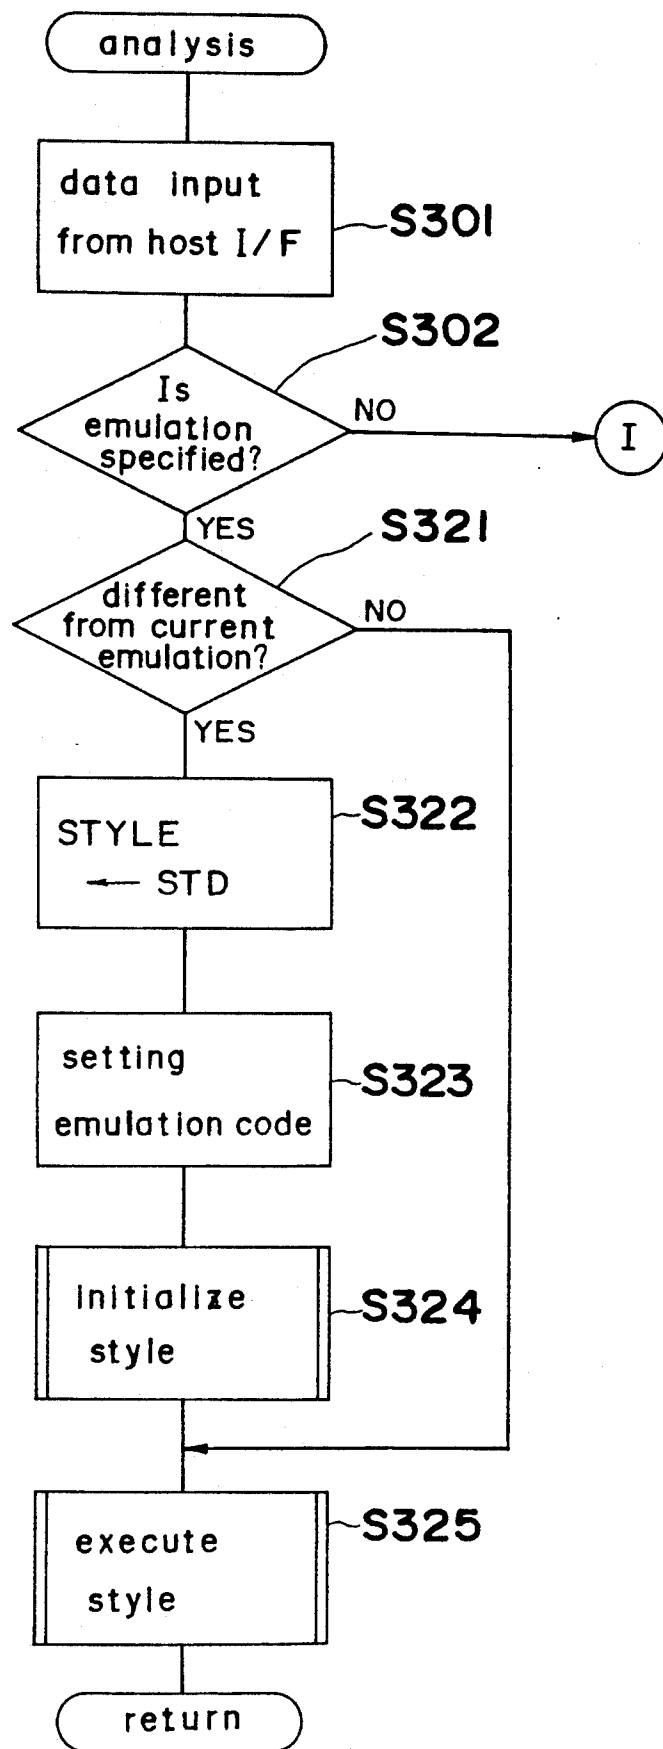 analysis
data input
from host I/F
S301
S302
Is
emulation
specified?
NO
I
YES
S321
different
from current
emulation?
NO
YES
S322
STYLE
← STD
setting
emulation code
S323
initialize
style
S324
execute
style
S325
return